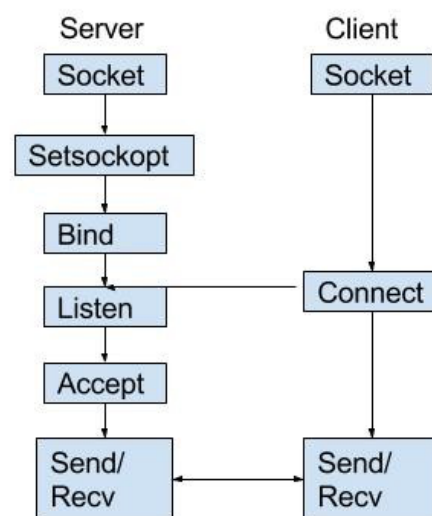 Server
Client
Socket
Socket
Setsockopt
Bind
Listen
Connect
Accept
Send/
Recv
Send/
Recv